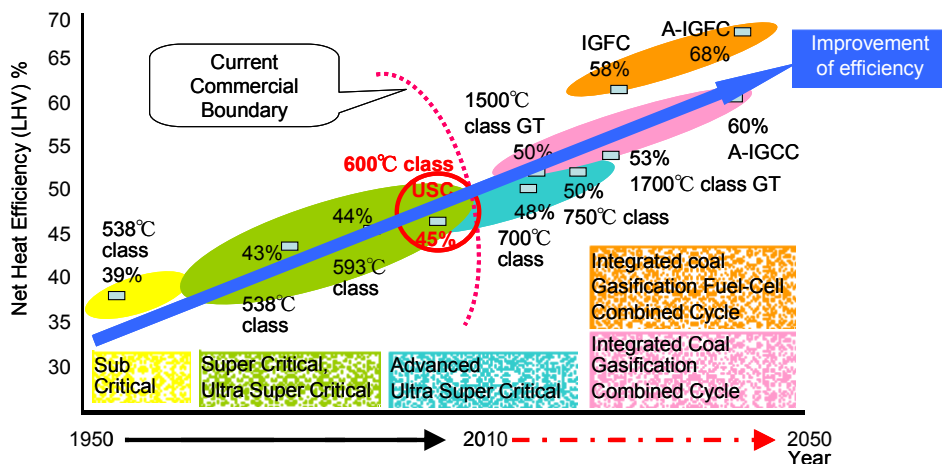 Net Heat Efficiency (LHV) %
70
65
60
55
50
45
40
35
30
Current
Commercial
Boundary
IGFC
58%
A-IGFC
68%
Improvement
of efficiency
1500℃
class GT
50%
60%
A-IGCC
53%
1700℃ class GT
600℃ class
USC
45%
50%
750℃ class
48%
700℃
class
538℃
class
39%
43%
538℃
class
44%
593℃
class
Sub
Critical
Super Critical,
Ultra Super Critical
Advanced
Ultra Super Critical
Integrated coal
Gasification Fuel-Cell
Combined Cycle
Integrated Coal
Gasification
Combined Cycle
1950
2010
2050
Year